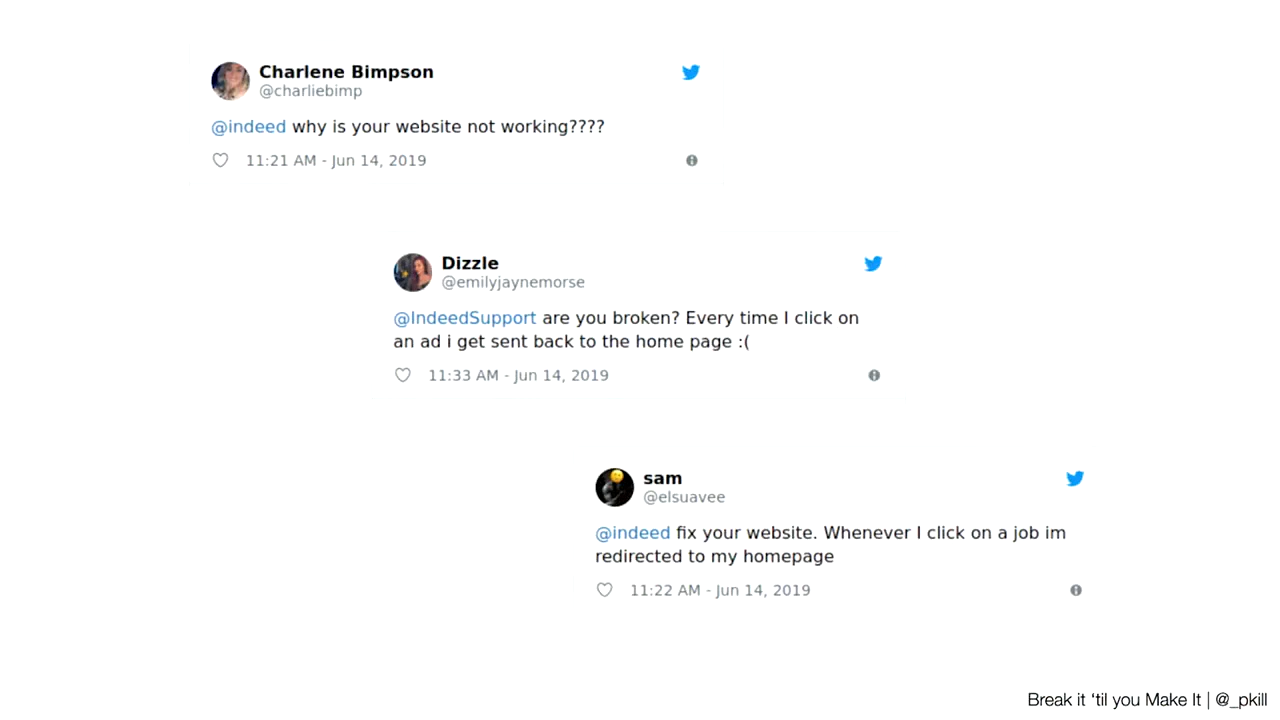 Charlene Bimpson
@charliebimp
@indeed why is your website not working????
11:21 AM - Jun 14, 2019
Dizzle
@emilyjaynemorse
@IndeedSupport are you broken? Every time I click on
an ad i get sent back to the home page :(
11:33 AM - Jun 14, 2019
sam
@elsuavee
@indeed fix your website. Whenever I click on a job im
redirected to my homepage
11:22 AM - Jun 14, 2019
Break it ‘til you Make It | @_pkill